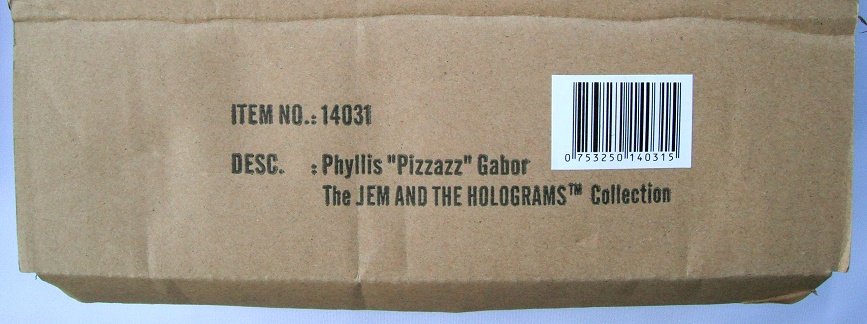 ITEM NO.: 14031
DESC. : Phyllis "Pizzazz" Gabor
The JEM AND THE HOLOGRAMS™ Collection
0 753250 140315